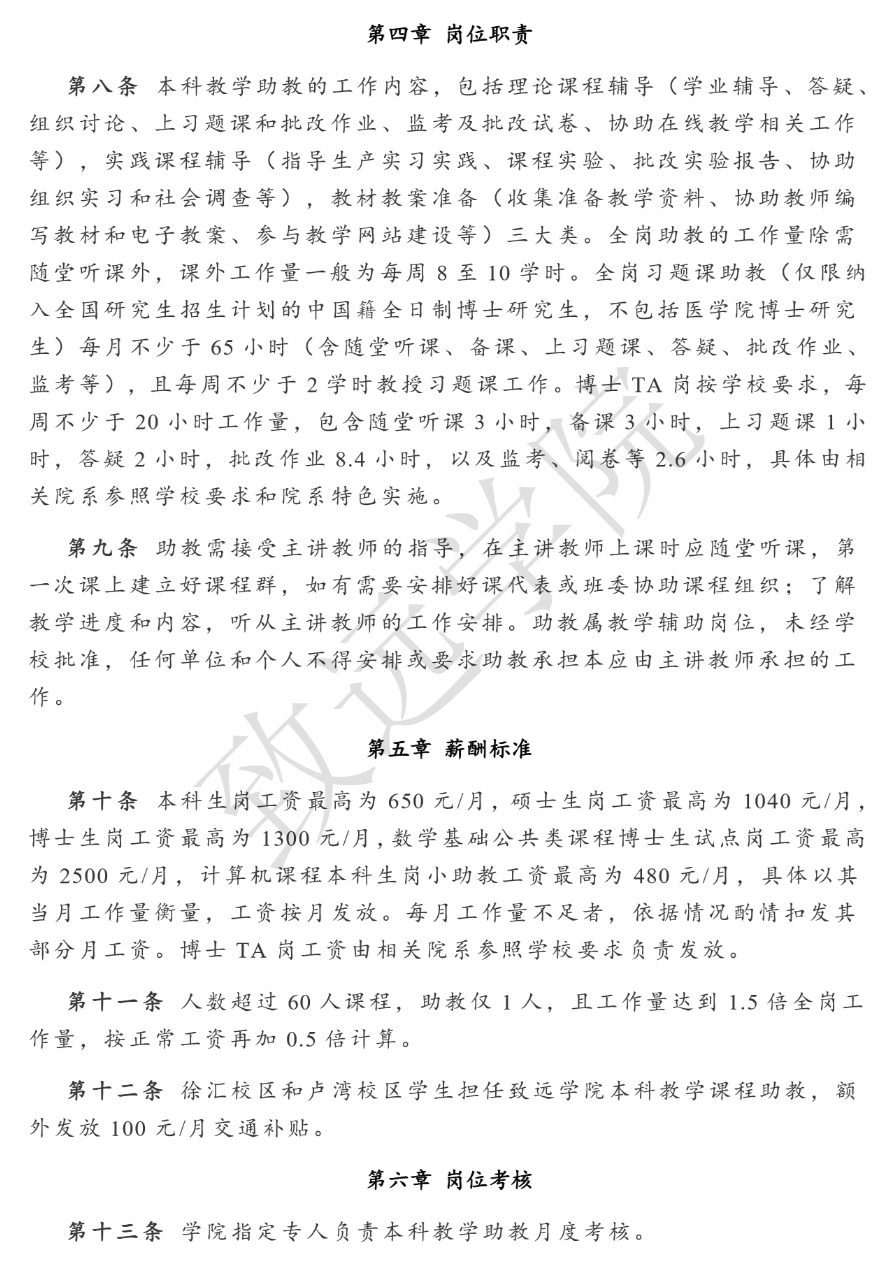 第四章 岗位职责
第八条 本科教学助教的工作内容，包括理论课程辅导（学业辅导、答疑、
组织讨论、上习题课和批改作业、监考及批改试卷、协助在线教学相关工作
等），实践课程辅导（指导生产实习实践、课程实验、批改实验报告、协助
组织实习和社会调查等），教材教案准备（收集准备教学资料、协助教师编
写教材和电子教案、参与教学网站建设等）三大类。全岗助教的工作量除需
随堂听课外，课外工作量一般为每周 8 至 10 学时。全岗习题课助教（仅限纳
入全国研究生招生计划的中国籍全日制博士研究生，不包括医学院博士研究
生）每月不少于 65 小时（含随堂听课、备课、上习题课、答疑、批改作业、
监考等），且每周不少于 2 学时教授习题课工作。博士 TA 岗按学校要求，每
周不少于 20 小时工作量，包含随堂听课 3 小时，备课 3 小时，上习题课 1 小
时，答疑 2 小时，批改作业 8.4 小时，以及监考、阅卷等 2.6 小时，具体由相
关院系参照学校要求和院系特色实施。
第九条 助教需接受主讲教师的指导，在主讲教师上课时应随堂听课，第
一次课上建立好课程群，如有需要安排好课代表或班委协助课程组织；了解
教学进度和内容，听从主讲教师的工作安排。助教属教学辅助岗位，未经学
校批准，任何单位和个人不得安排或要求助教承担本应由主讲教师承担的工
作。
第五章 薪酬标准
第十条 本科生岗工资最高为 650 元/月，硕士生岗工资最高为 1040 元/月，
博士生岗工资最高为 1300 元/月，数学基础公共类课程博士生试点岗工资最高
为 2500 元/月，计算机课程本科生岗小助教工资最高为 480 元/月，具体以其
当月工作量衡量，工资按月发放。每月工作量不足者，依据情况酌情扣发其
部分月工资。博士 TA 岗工资由相关院系参照学校要求负责发放。
第十一条 人数超过 60 人课程，助教仅 1 人，且工作量达到 1.5 倍全岗工
作量，按正常工资再加 0.5 倍计算。
第十二条 徐汇校区和卢湾校区学生担任致远学院本科教学课程助教，额
外发放 100 元/月交通补贴。
第六章 岗位考核
第十三条 学院指定专人负责本科教学助教月度考核。
致远学院